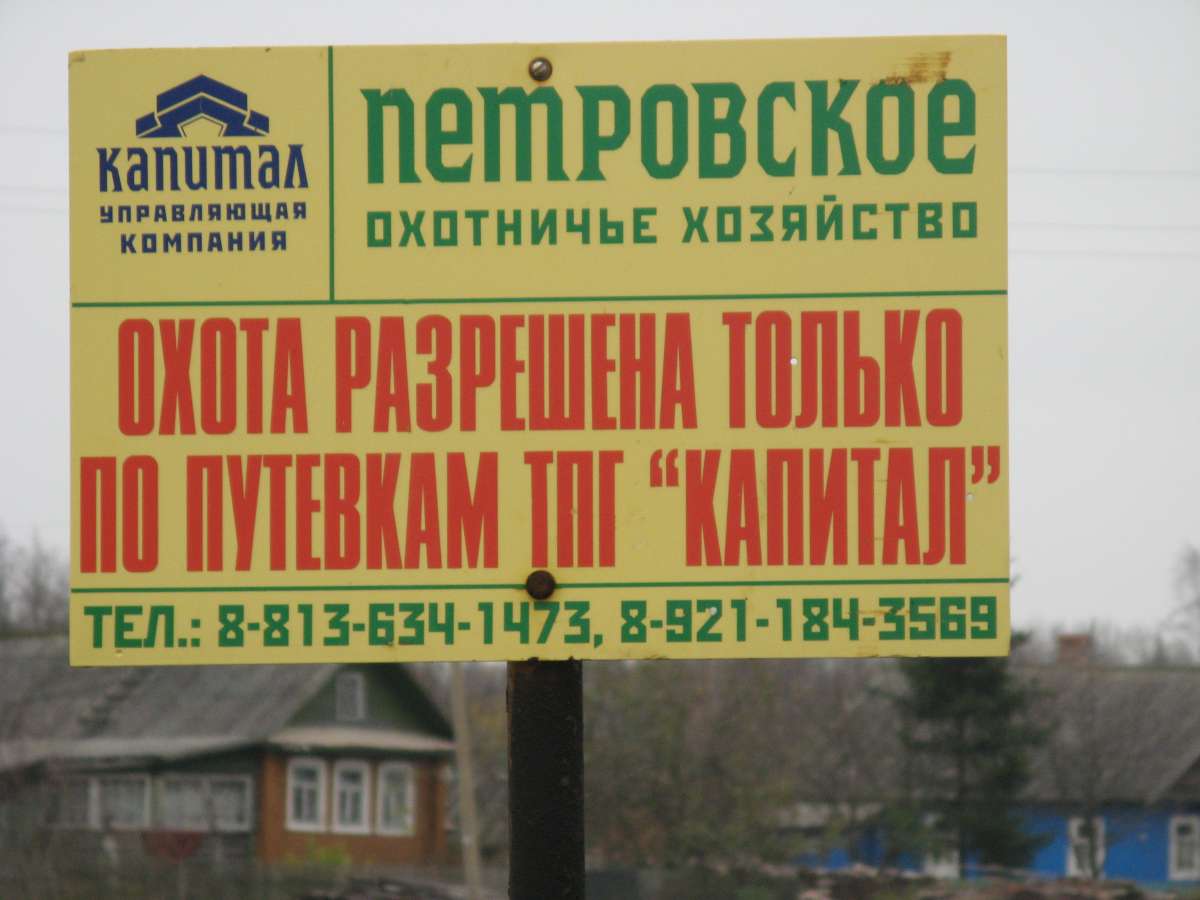 КАПИТАЛ
УПРАВЛЯЮЩАЯ
КОМПАНИЯ
ПЕТРОВСКОЕ
ОХОТНИЧЬЕ ХОЗЯЙСТВО
ОХОТА РАЗРЕШЕНА ТОЛЬКО
ПО ПУТЕВКАМ ТПГ “КАПИТАЛ”
ТЕЛ.: 8-813-634-1473, 8-921-184-3569